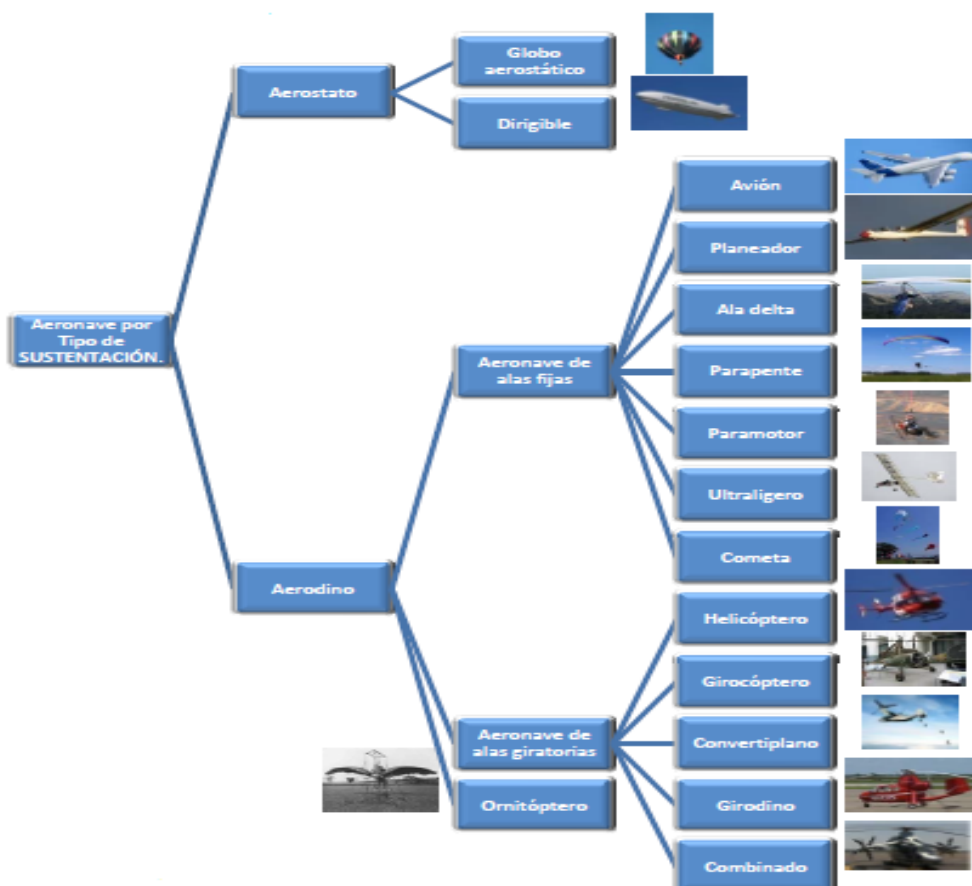 Globo
aerostático
Aerostato
Dirigible
Avión
Planeador
Ala delta
Aeronave por
Tipo de
SUSTENTACIÓN.
Aeronave de
alas fijas
Parapente
Paramotor
Ultraligero
Cometa
Aerodino
Helicóptero
Girocóptero
Aeronave de
alas giratorias
Convertiplano
Ornitóptero
Girodino
Combinado